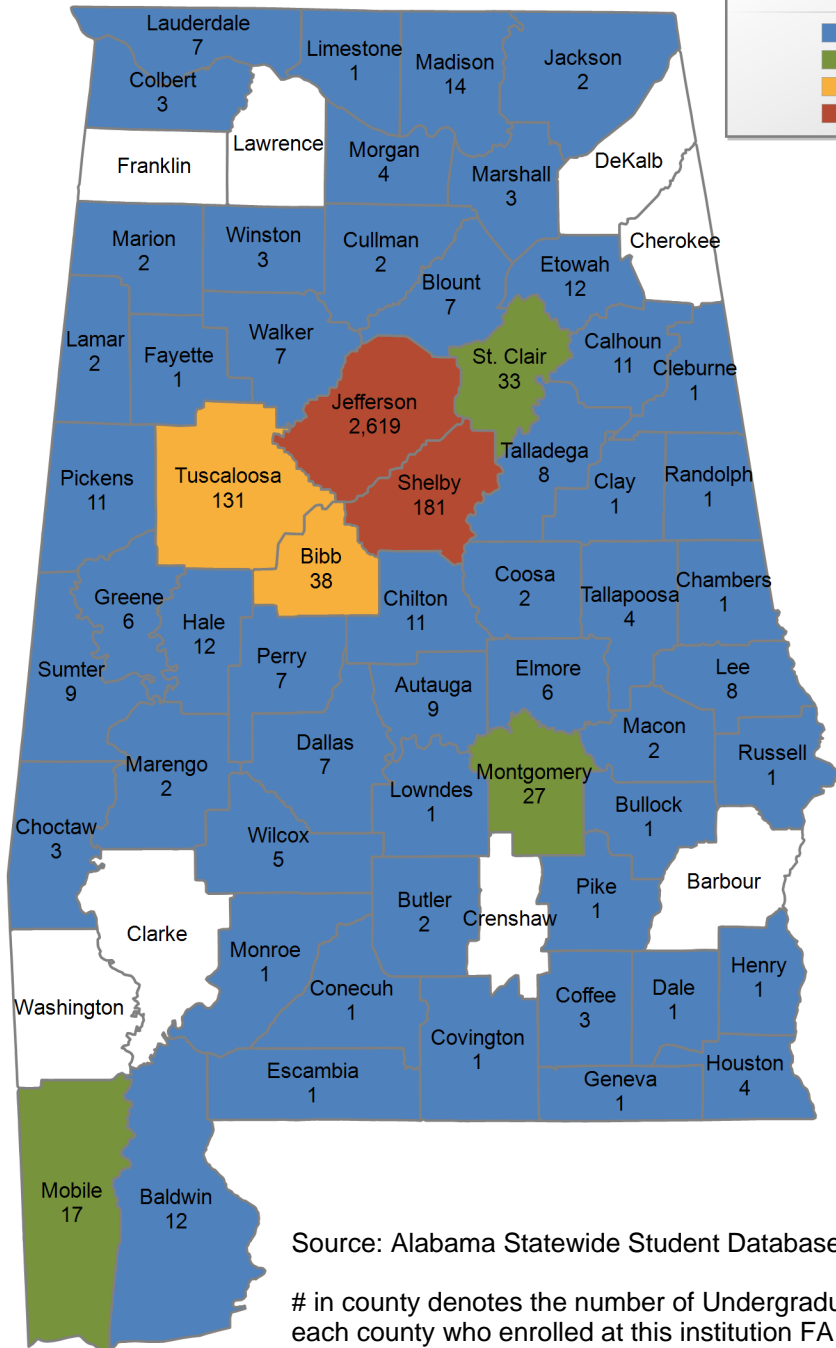 Lauderdale
7
Limestone
1
Madison
14
Jackson
2
Colbert
3
Lawrence
Franklin
Morgan
4
Marshall
3
DeKalb
Cherokee
Marion
2
Winston
3
Cullman
2
Blount
7
Etowah
12
Lamar
2
Fayette
1
Walker
7
St. Clair
33
Calhoun
11
Cleburne
1
Jefferson
2,619
Pickens
11
Tuscaloosa
131
Shelby
181
Talladega
8
Clay
1
Randolph
1
Bibb
38
Greene
6
Hale
12
Chilton
11
Coosa
2
Tallapoosa
4
Chambers
1
Sumter
9
Perry
7
Autauga
9
Elmore
6
Lee
8
Marengo
2
Dallas
7
Lowndes
1
Montgomery
27
Macon
2
Russell
1
Bullock
1
Choctaw
3
Wilcox
5
Clarke
Butler
2
Crenshaw
Pike
1
Barbour
Washington
Monroe
1
Conecuh
1
Covington
1
Coffee
3
Dale
1
Henry
1
Escambia
1
Geneva
1
Houston
4
Mobile
17
Baldwin
12
Source: Alabama Statewide Student Database
# in county denotes the number of Undergradu
each county who enrolled at this institution FA